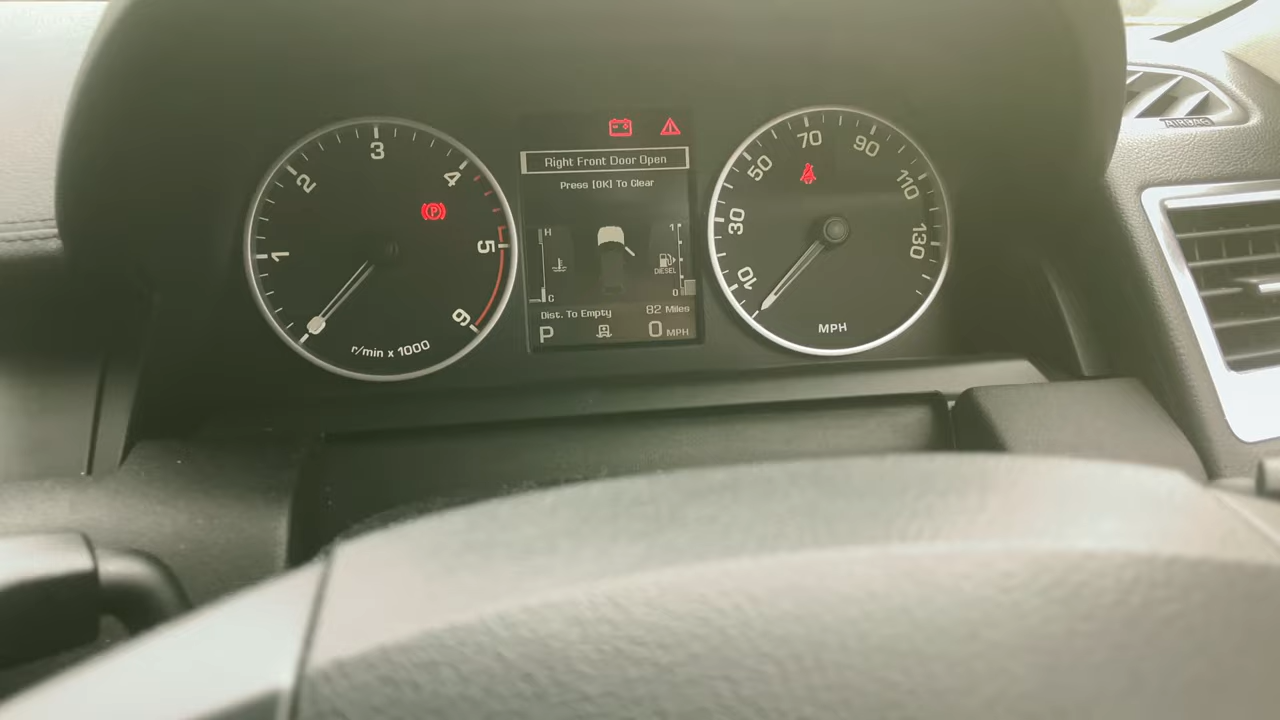 1
2
3
4
5
6
r/min x 1000
P
Right Front Door Open
Press [OK] To Clear
H
C
1
0
DIESEL
Dist. To Empty 82 Miles
P 0 MPH
10
30
50
70
90
110
130
MPH
AIRBAG